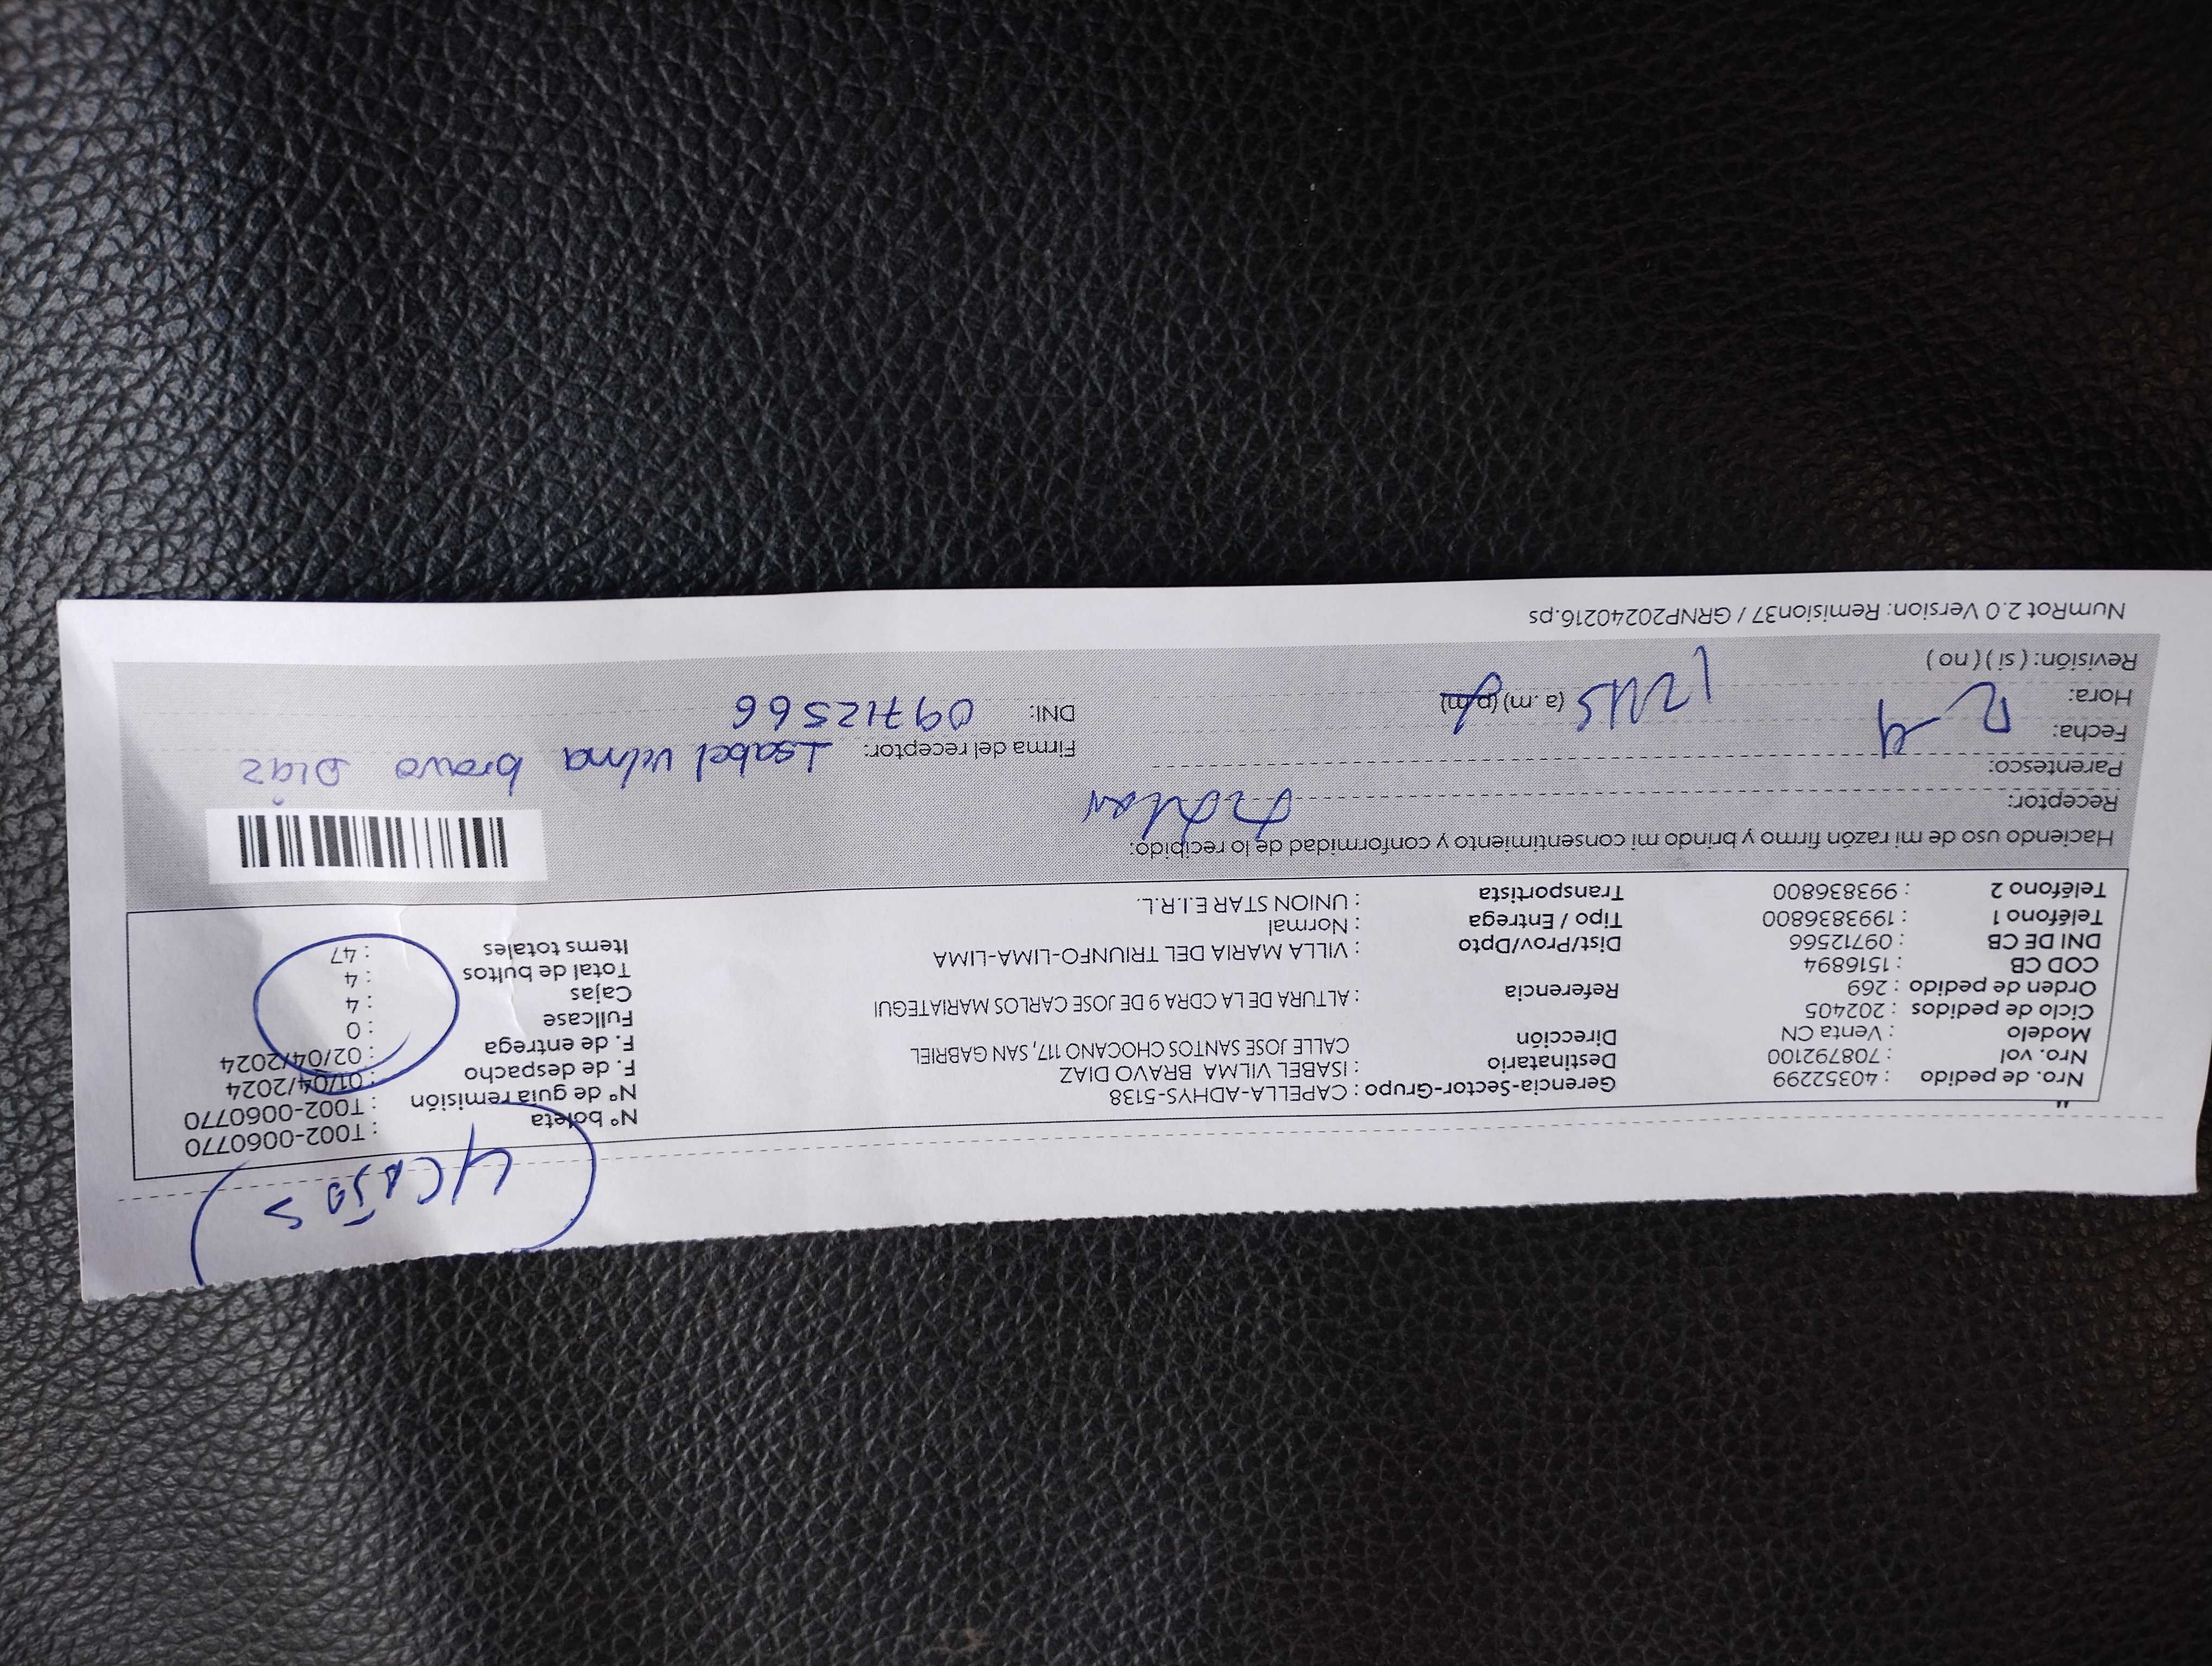 (4 CAJAS)
"
Nro. de pedido : 40352299 Gerencia-Sector-Grupo : CAPELLA-ADHYS-5138 N° boleta : T002-0060770
Nro. vol : 708792100 Destinatario : ISABEL VILMA BRAVO DIAZ N° de guia remisión : T002-0060770
Modelo : Venta CN Dirección CALLE JOSE SANTOS CHOCANO 117, SAN GABRIEL F. de despacho : 01/04/2024
Ciclo de pedidos : 202405 F. de entrega : 02/04/2024
Orden de pedido : 269 Referencia : ALTURA DE LA CDRA 9 DE JOSE CARLOS MARIATEGUI Fullcase : 0
COD CB : 1516894 Cajas : 4
DNI DE CB : 09712566 Dist/Prov/Dpto : VILLA MARIA DEL TRIUNFO-LIMA-LIMA Total de bultos : 4
Teléfono 1 : 199383680​0 Tipo / Entrega : Normal Items totales : 47
Teléfono 2 : 993836800 Transportista : UNION STAR E.I.R.L.
Haciendo uso de mi razón firmo y brindo mi consentimiento y conformidad de lo recibido:
Receptor:
Parentesco:
Firma del receptor: Isabel Vilma bravo Diaz
Fecha:
DNI: 09712566
Hora: (a. m) (p.m)
Revisión: ( si ) ( no )
NumRot 2.0 Version: Remision37 / GRNP20240216.ps